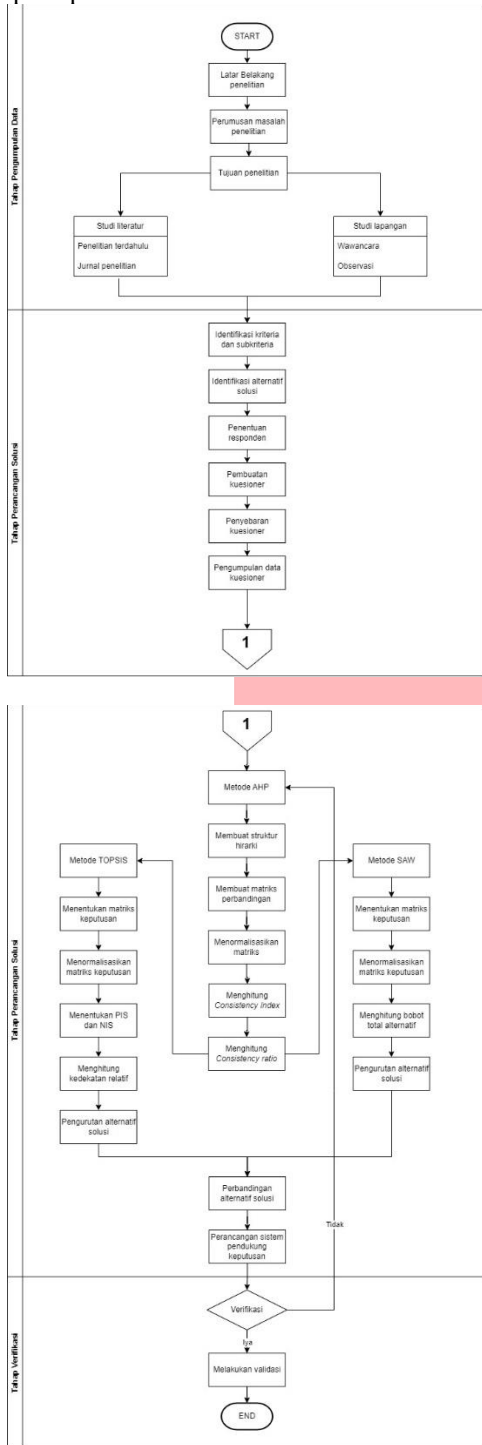 START
Latar Belakang
penelitian
Perumusan masalah
penelitian
Tujuan penelitian
Studi literatur
Penelitian terdahulu
Jurnal penelitian
Studi lapangan
Wawancara
Observasi
Tahap Pengumpulan Data
Identifikasi kriteria
dan subkriteria
Identifikasi alternatif
solusi
Penentuan
responden
Pembuatan
kuesioner
Penyebaran
kuesioner
Pengumpulan data
kuesioner
1
Tahap Perancangan Solusi
1
Metode AHP
Membuat struktur
hirarki
Membuat matriks
perbandingan
Menormalisasikan
matriks
Menghitung
Consistency Index
Menghitung
Consistency ratio
Metode TOPSIS
Menentukan matriks
keputusan
Menormalisasikan
matriks keputusan
Menentukan PIS
dan NIS
Menghitung
kedekatan relatif
Pengurutan alternatif
solusi
Metode SAW
Menentukan matriks
keputusan
Menormalisasikan
matriks keputusan
Menghitung bobot
total alternatif
Pengurutan alternatif
solusi
Perbandingan
alternatif solusi
Perancangan sistem
pendukung
keputusan
Tidak
Tahap Perancangan Solusi
Verifikasi
Iya
Melakukan validasi
END
Tahap Verifikasi